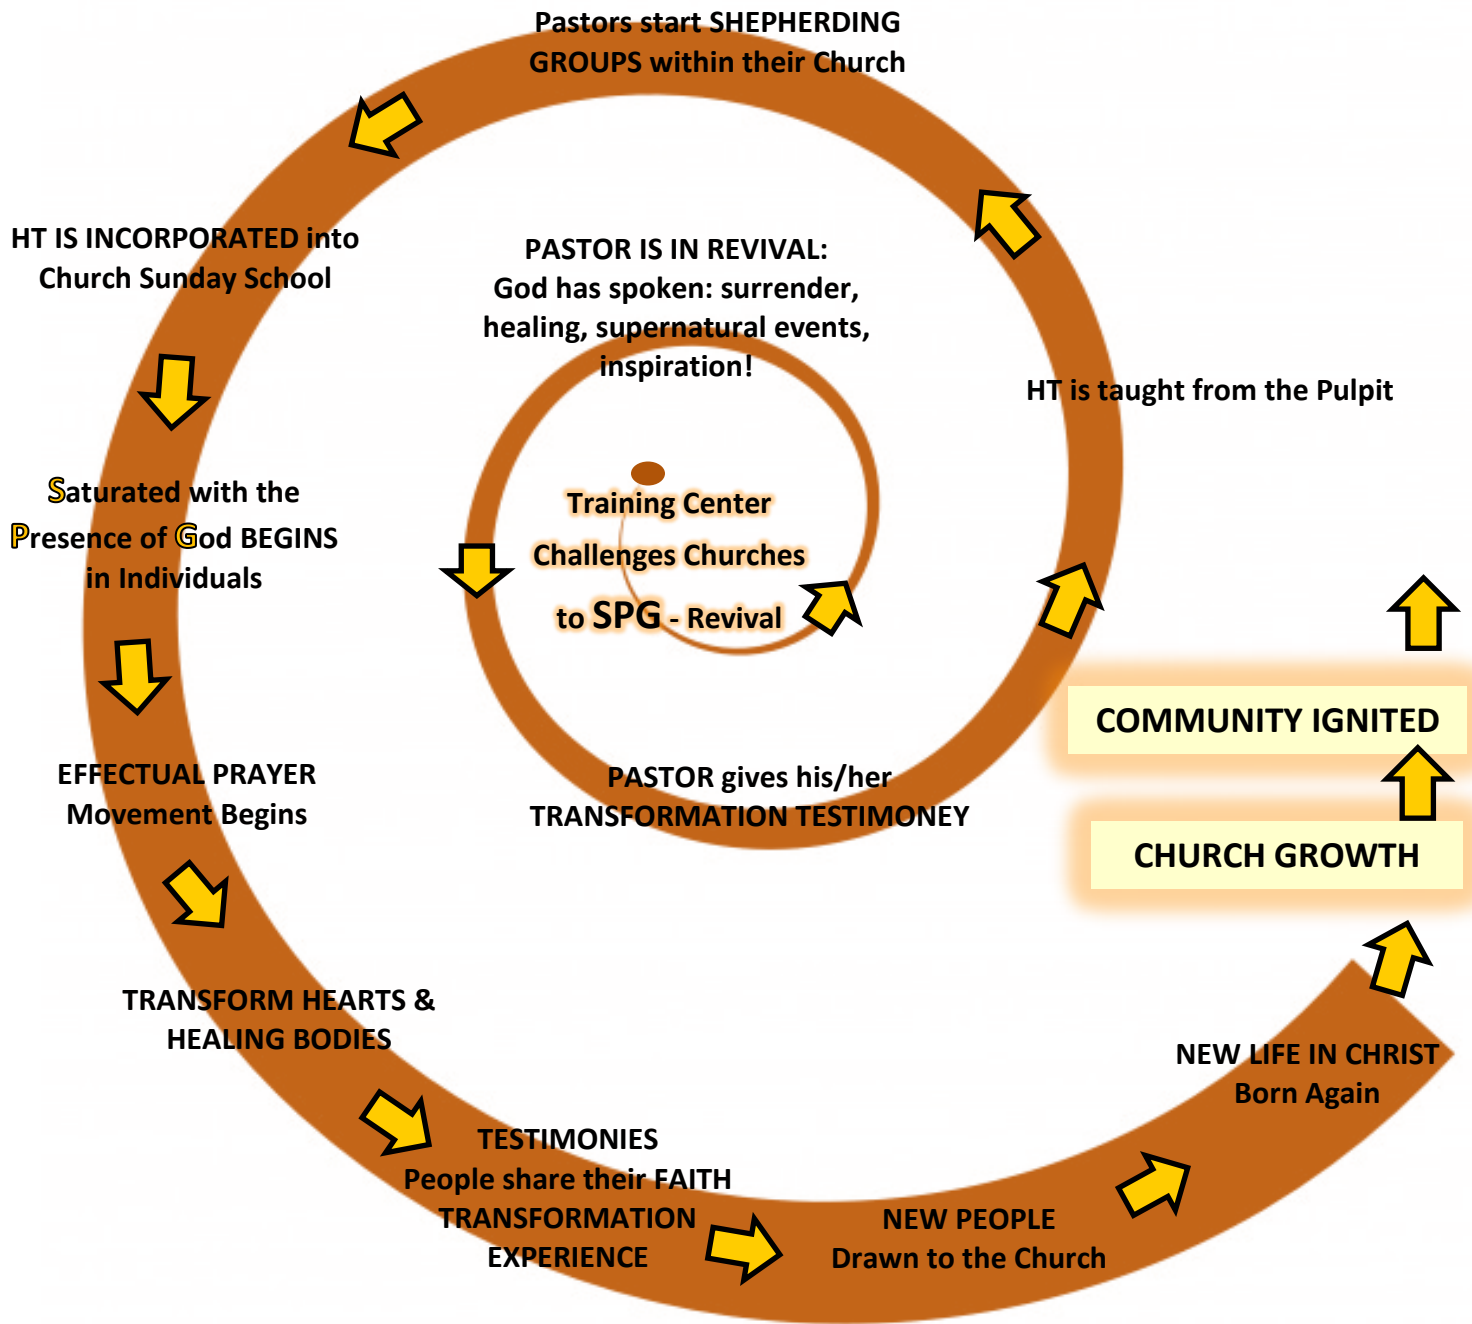 Pastors start SHEPHERDING
GROUPS within their Church
HT IS INCORPORATED into
Church Sunday School
PASTOR IS IN REVIVAL:
God has spoken: surrender,
healing, supernatural events,
inspiration!
HT is taught from the Pulpit
Training Center
Challenges Churches
to SPG - Revival
Saturated with the
Presence of God BEGINS
in Individuals
COMMUNITY IGNITED
EFFECTUAL PRAYER
Movement Begins
PASTOR gives his/her
TRANSFORMATION TESTIMONEY
CHURCH GROWTH
TRANSFORM HEARTS &
HEALING BODIES
NEW LIFE IN CHRIST
Born Again
TESTIMONIES
People share their FAITH
TRANSFORMATION
EXPERIENCE
NEW PEOPLE
Drawn to the Church